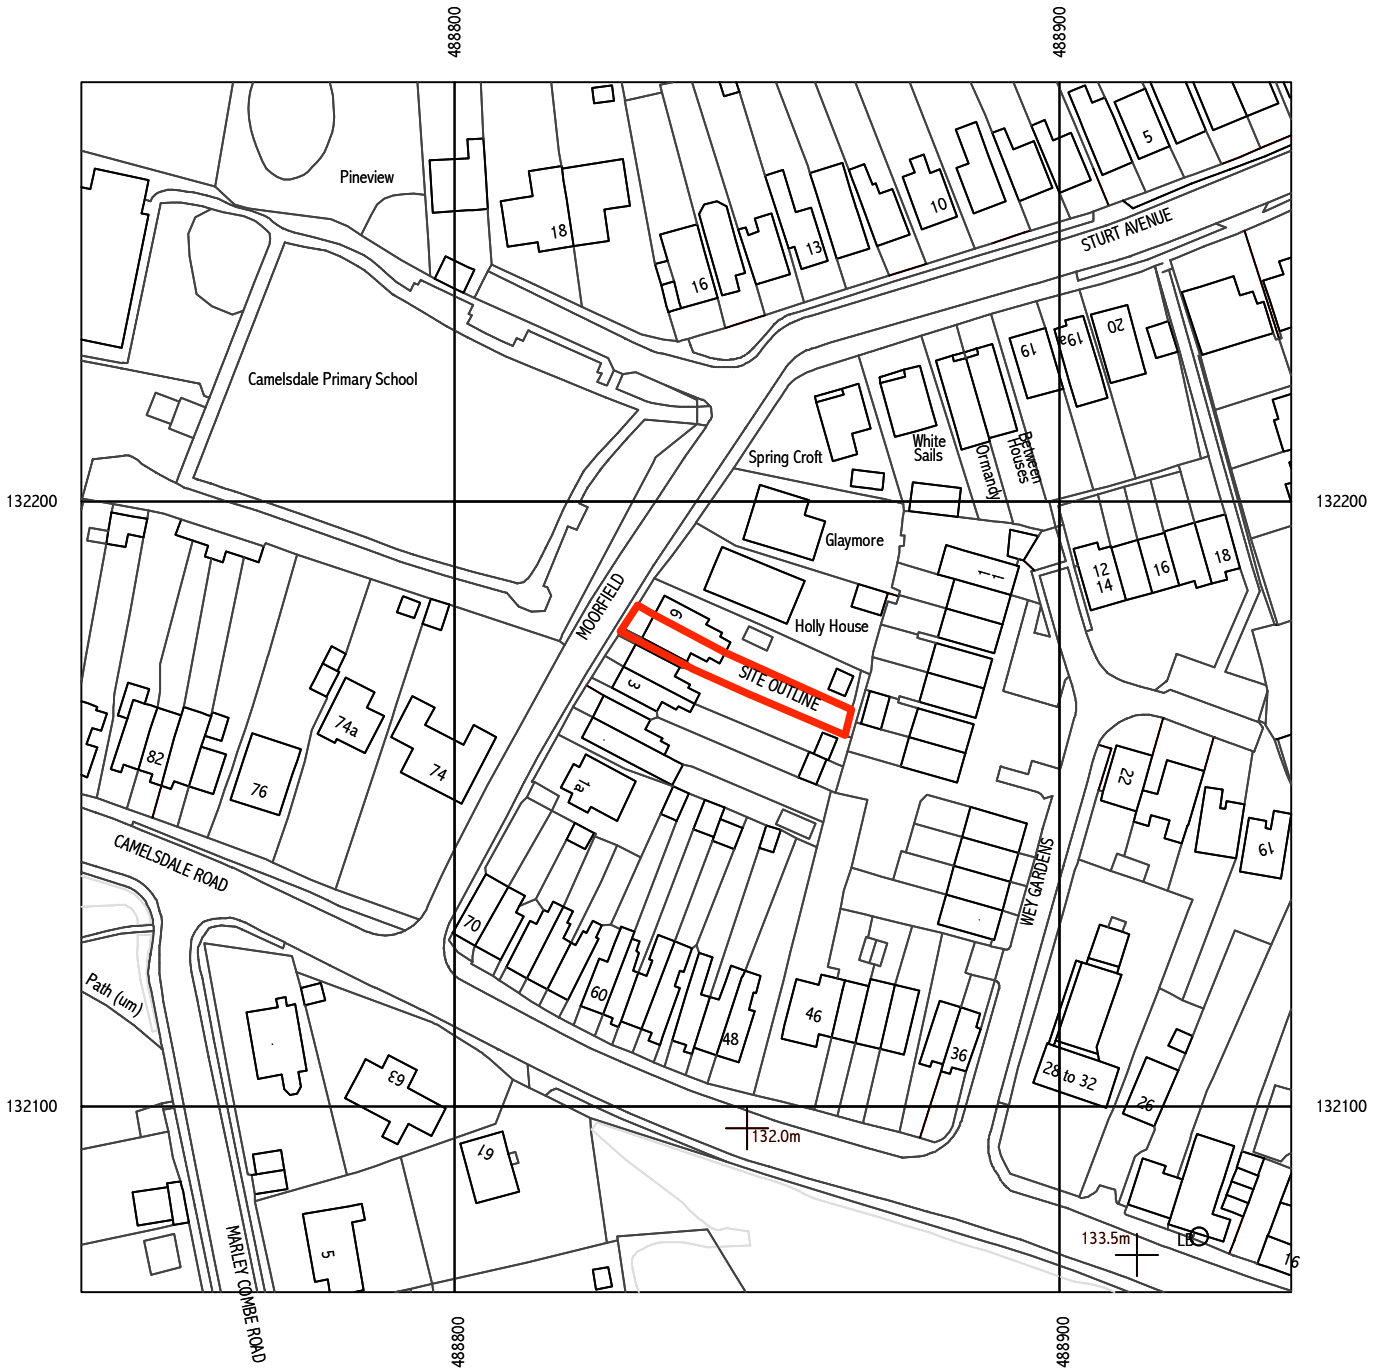 488800
488900
5
Pineview
10
18
STURT AVENUE
13
16
20
19a
19
Camelsdale Primary School
White
Sails
Between
Houses
Spring Croft
Ormandy
132200
132200
Glaymore
18
12
14
16
11
MOORFIELD
6
Holly House
3
SITE OUTLINE
74a
82
74
76
22
1a
CAMELSDALE ROAD
19
WEY GARDENS
70
Path (um)
60
46
48
36
63
28 to 32
26
132100
132100
132.0m
61
133.5m
LB
5
16
MARLEY COMBE ROAD
488800
488900